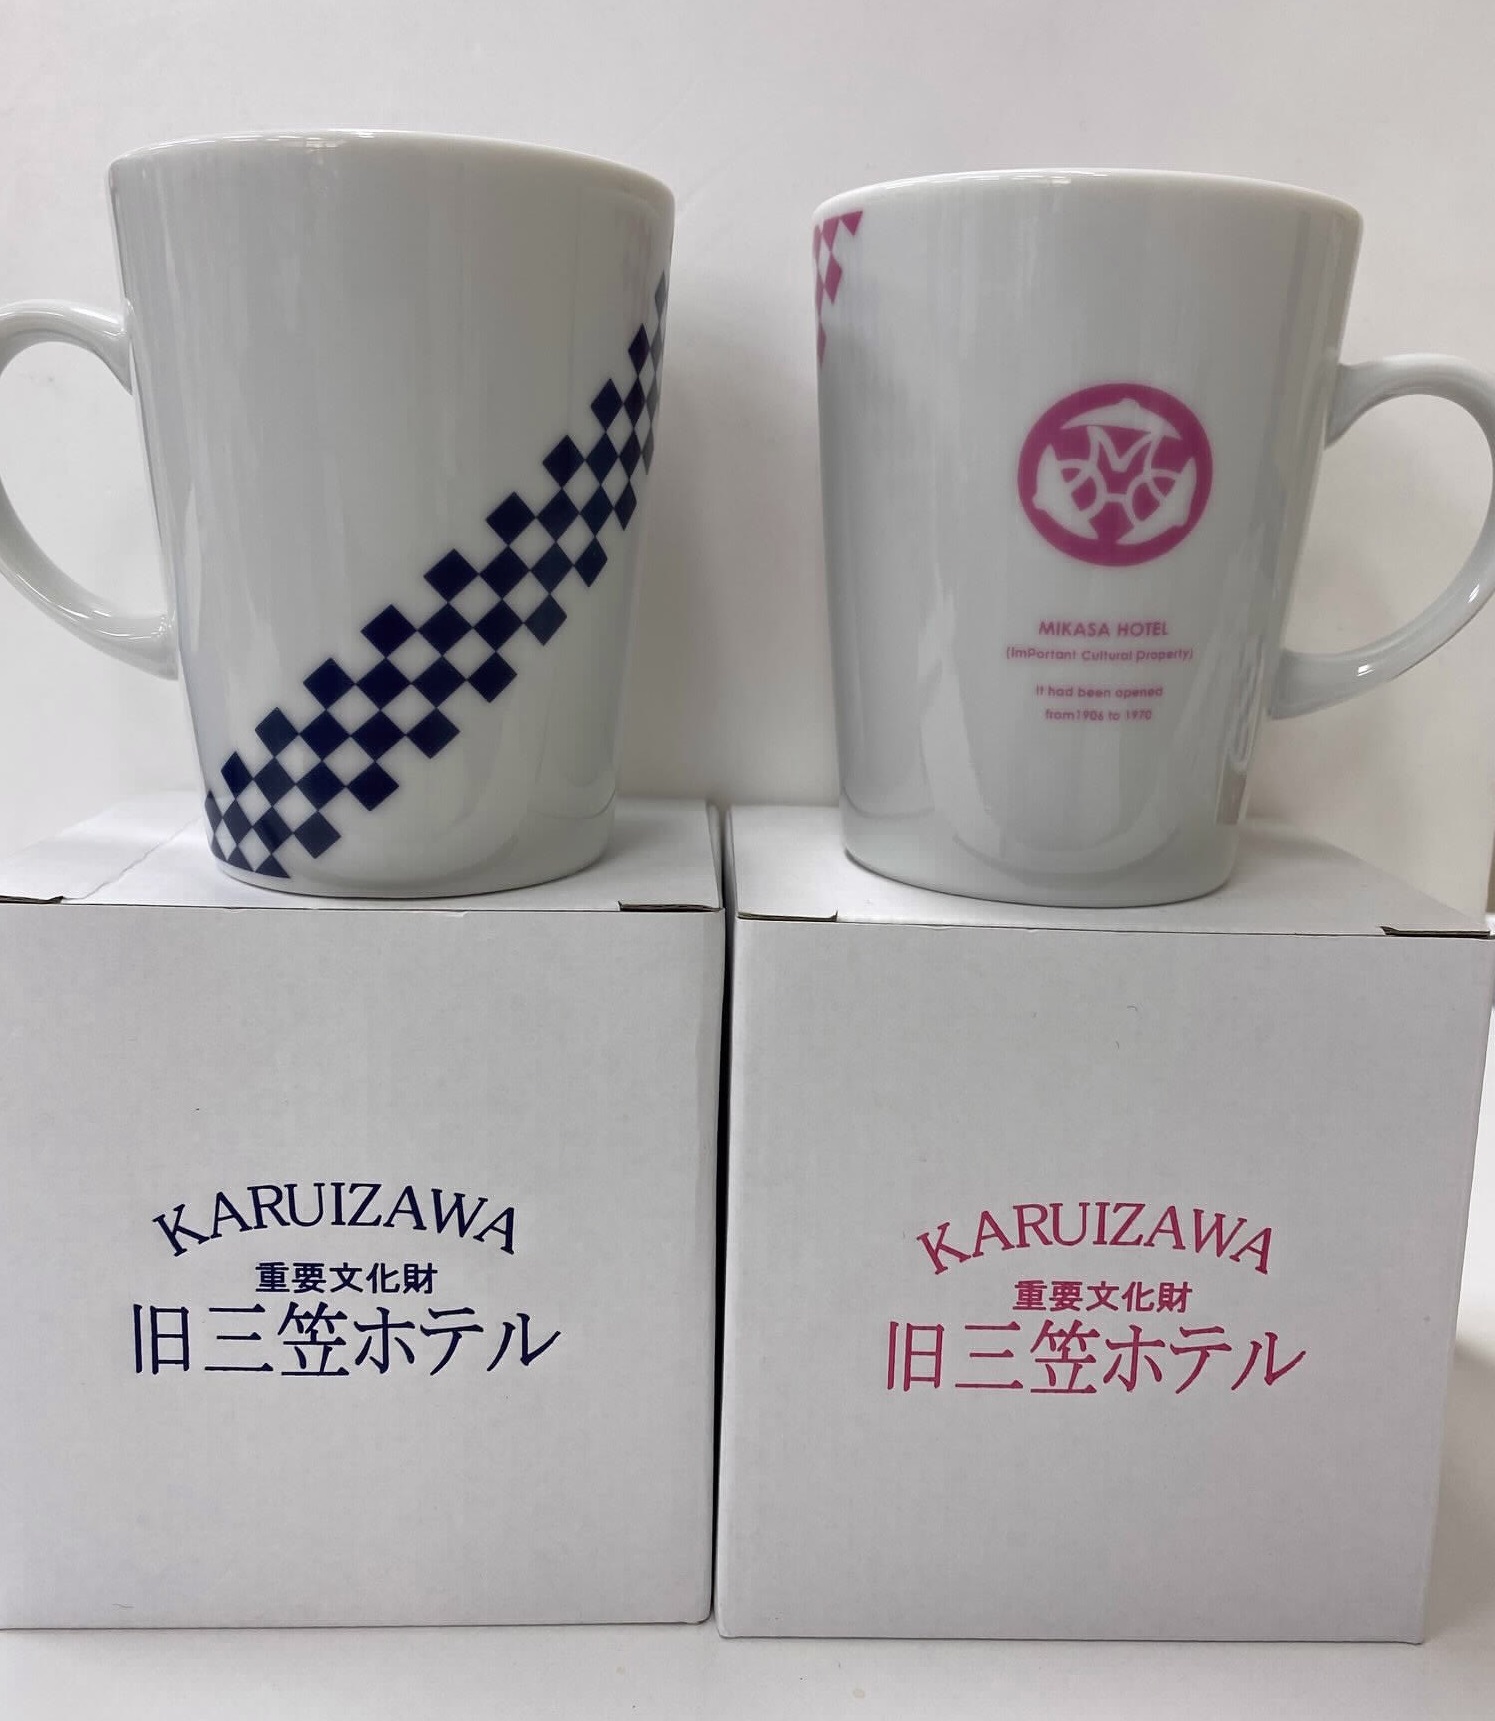 MIKASA HOTEL
(ImPortant Cultural Property)
It had been opened
from1906 to 1970
KARUIZAWA
重要文化財
旧三笠ホテル
KARUIZAWA
重要文化財
旧三笠ホテル